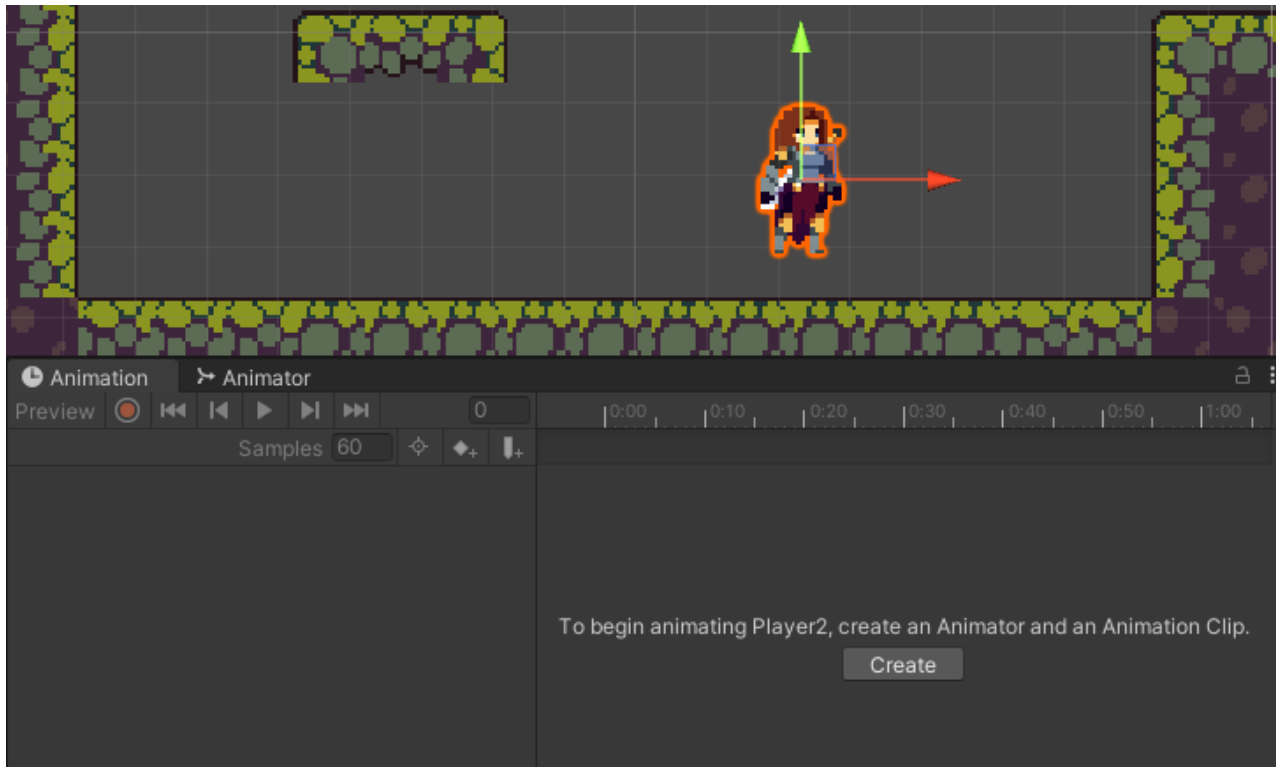 Animation Animator
Preview 0 0:00 0:10 0:20 0:30 0:40 0:50 1:00
Samples 60
To begin animating Player2, create an Animator and an Animation Clip.
Create